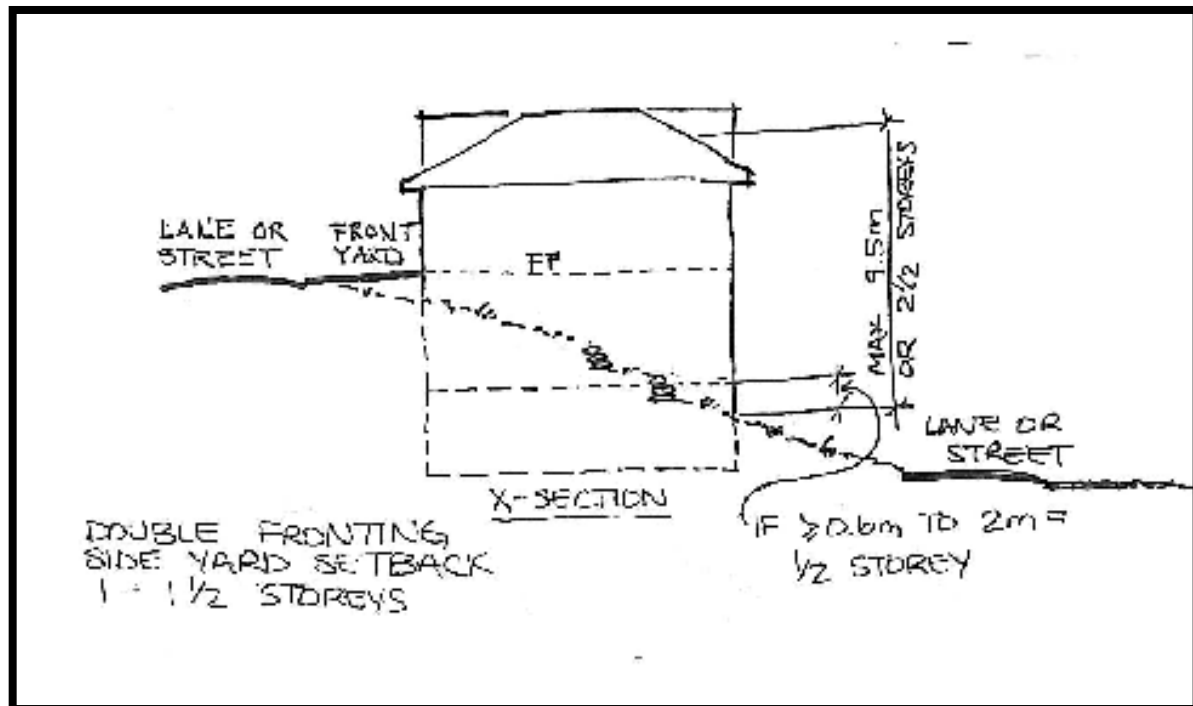 LANE OR
STREET
FRONT
YARD
MAX 9.5m
OR 2 1/2 STOREYS
LANE OR
STREET
X-SECTION
IF ≥0.6m TO 2m =
1/2 STOREY
DOUBLE FRONTING
SIDE YARD SETBACK
1 - 1 1/2 STOREYS